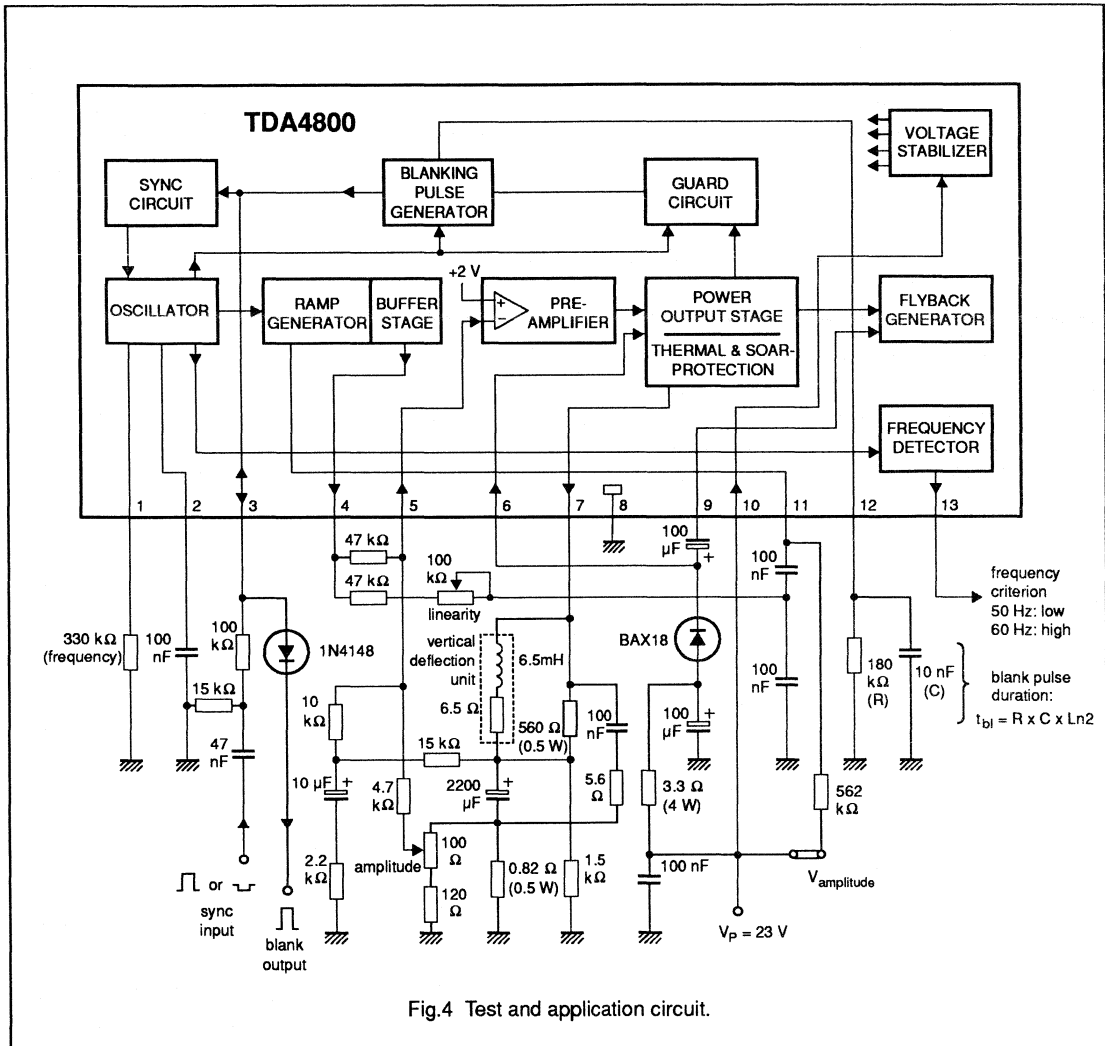 TDA4800
VOLTAGE
STABILIZER
SYNC
CIRCUIT
BLANKING
PULSE
GENERATOR
GUARD
CIRCUIT
+2 V
OSCILLATOR
RAMP
GENERATOR
BUFFER
STAGE
+
−
PRE-
AMPLIFIER
POWER
OUTPUT STAGE
THERMAL & SOAR-
PROTECTION
FLYBACK
GENERATOR
FREQUENCY
DETECTOR
1 2 3 4 5 6 7 8 9 10 11 12 13
47 kΩ
47 kΩ
100
kΩ
linearity
100
µF
+
100
nF
frequency
criterion
50 Hz: low
60 Hz: high
330 kΩ
(frequency)
100
nF
100
kΩ
15 kΩ
47
nF
1N4148
vertical
deflection
unit
6.5mH
6.5 Ω
BAX18
100
nF
180
kΩ
(R)
10 nF
(C)
blank pulse
duration:
tbl = R x C x Ln2
10
kΩ
15 kΩ
560 Ω
(0.5 W)
100
nF
100
µF
+
10 µF
+
4.7
kΩ
2200
µF
+
5.6
Ω
3.3 Ω
(4 W)
562
kΩ
2.2
kΩ
amplitude
100
Ω
120
Ω
0.82 Ω
(0.5 W)
1.5
kΩ
100 nF
Vamplitude
VP = 23 V
or
sync
input
blank
output
Fig.4 Test and application circuit.